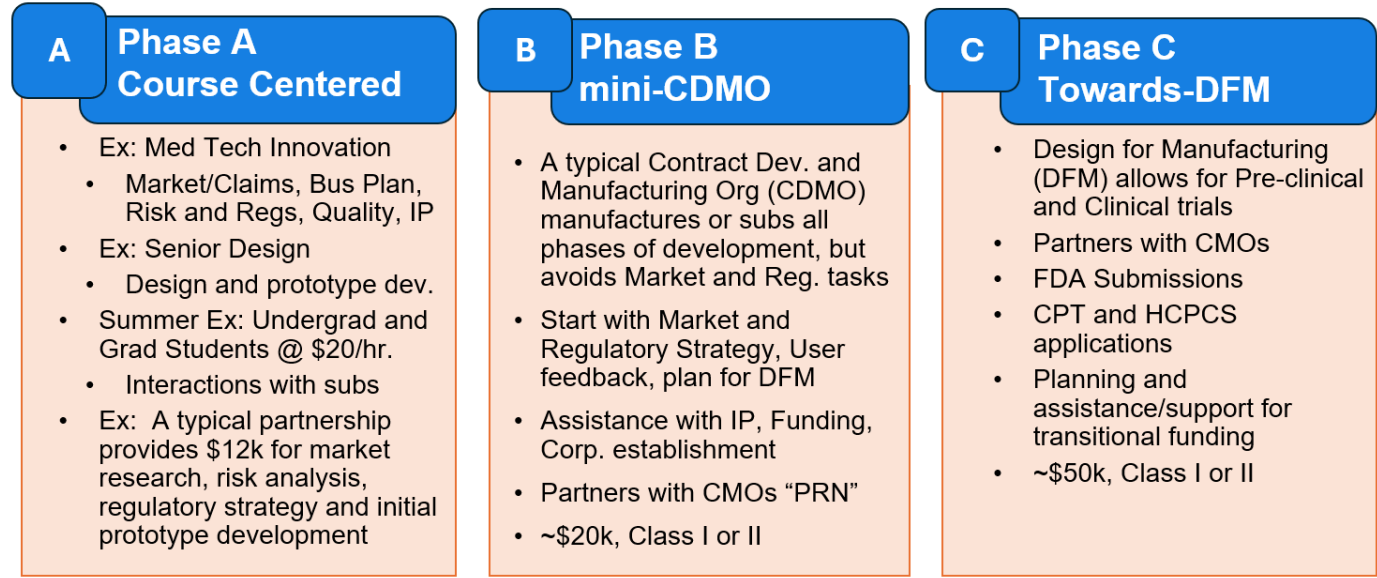 A
Phase A
Course Centered
• Ex: Med Tech Innovation
• Market/Claims, Bus Plan,
Risk and Regs, Quality, IP
• Ex: Senior Design
• Design and prototype dev.
• Summer Ex: Undergrad and
Grad Students @ $20/hr.
• Interactions with subs
• Ex:  A typical partnership
provides $12k for market
research, risk analysis,
regulatory strategy and initial
prototype development
B
Phase B
mini-CDMO
• A typical Contract Dev. and
Manufacturing Org (CDMO)
manufactures or subs all
phases of development, but
avoids Market and Reg. tasks
• Start with Market and
Regulatory Strategy, User
feedback, plan for DFM
• Assistance with IP, Funding,
Corp. establishment
• Partners with CMOs “PRN”
• ~$20k, Class I or II
C
Phase C
Towards-DFM
• Design for Manufacturing
(DFM) allows for Pre-clinical
and Clinical trials
• Partners with CMOs
• FDA Submissions
• CPT and HCPCS
applications
• Planning and
assistance/support for
transitional funding
• ~$50k, Class I or II